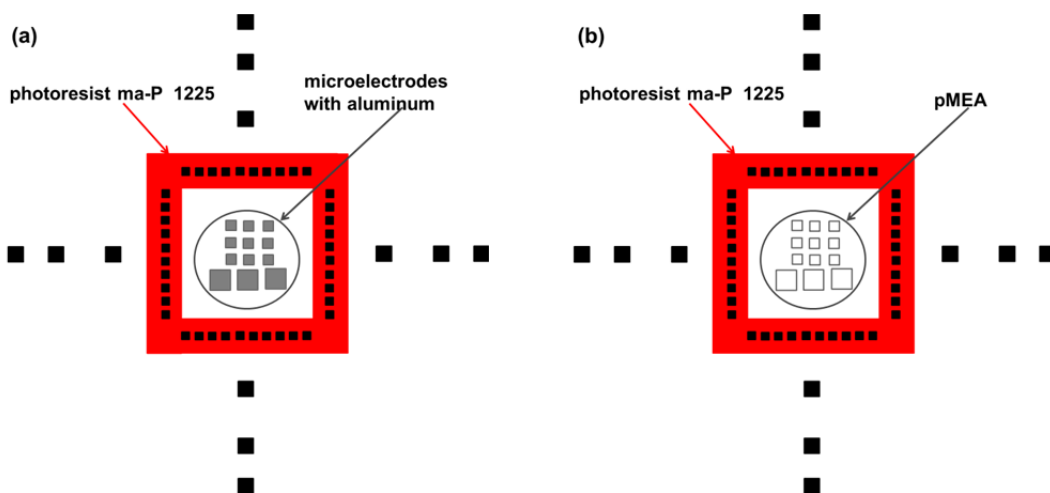 (a)
photoresist ma-P 1225
microelectrodes
with aluminum
(b)
photoresist ma-P 1225
pMEA